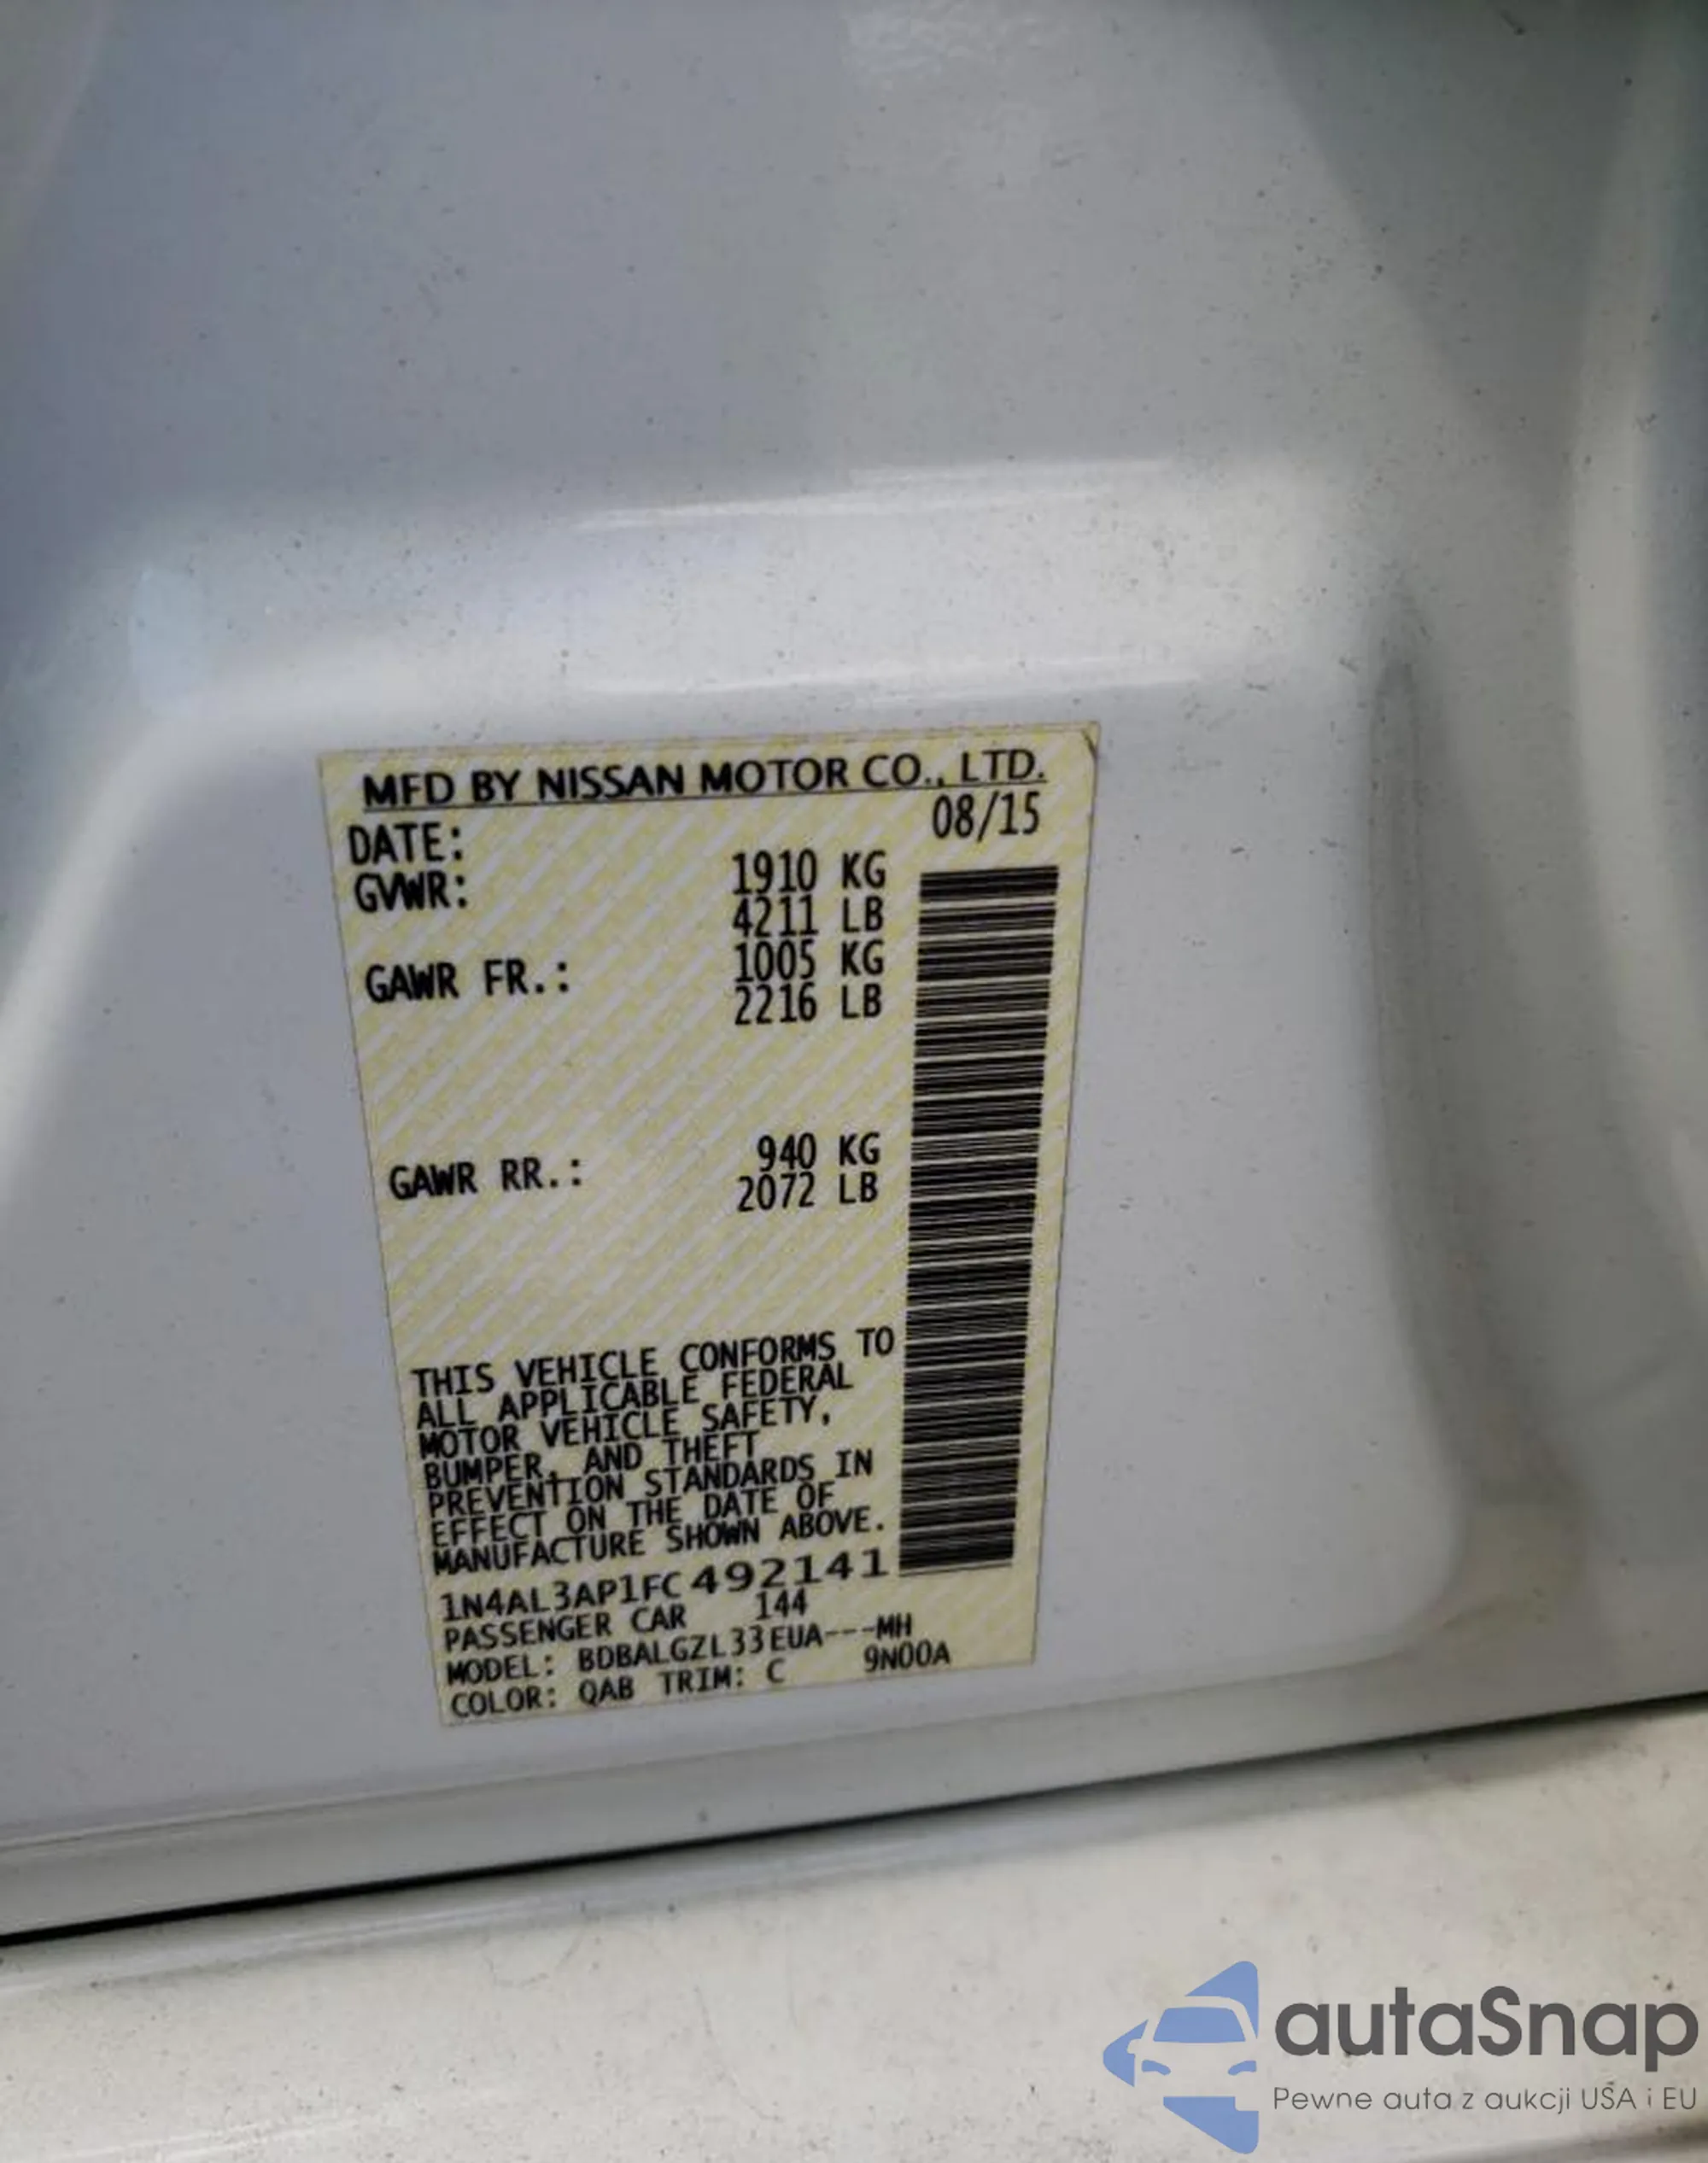 MFD BY NISSAN MOTOR CO., LTD.
DATE: 08/15
GVWR: 1910 KG
4211 LB
GAWR FR.: 1005 KG
2216 LB
GAWR RR.: 940 KG
2072 LB
THIS VEHICLE CONFORMS TO
ALL APPLICABLE FEDERAL
MOTOR VEHICLE SAFETY,
BUMPER, AND THEFT
PREVENTION STANDARDS IN
EFFECT ON THE DATE OF
MANUFACTURE SHOWN ABOVE.
1N4AL3AP1FC492141
PASSENGER CAR 144
MODEL: BDBALGZL33EUA---MH
COLOR: QAB TRIM: C 9N00A
autaSnap
Pewne auta z aukcji USA i EU